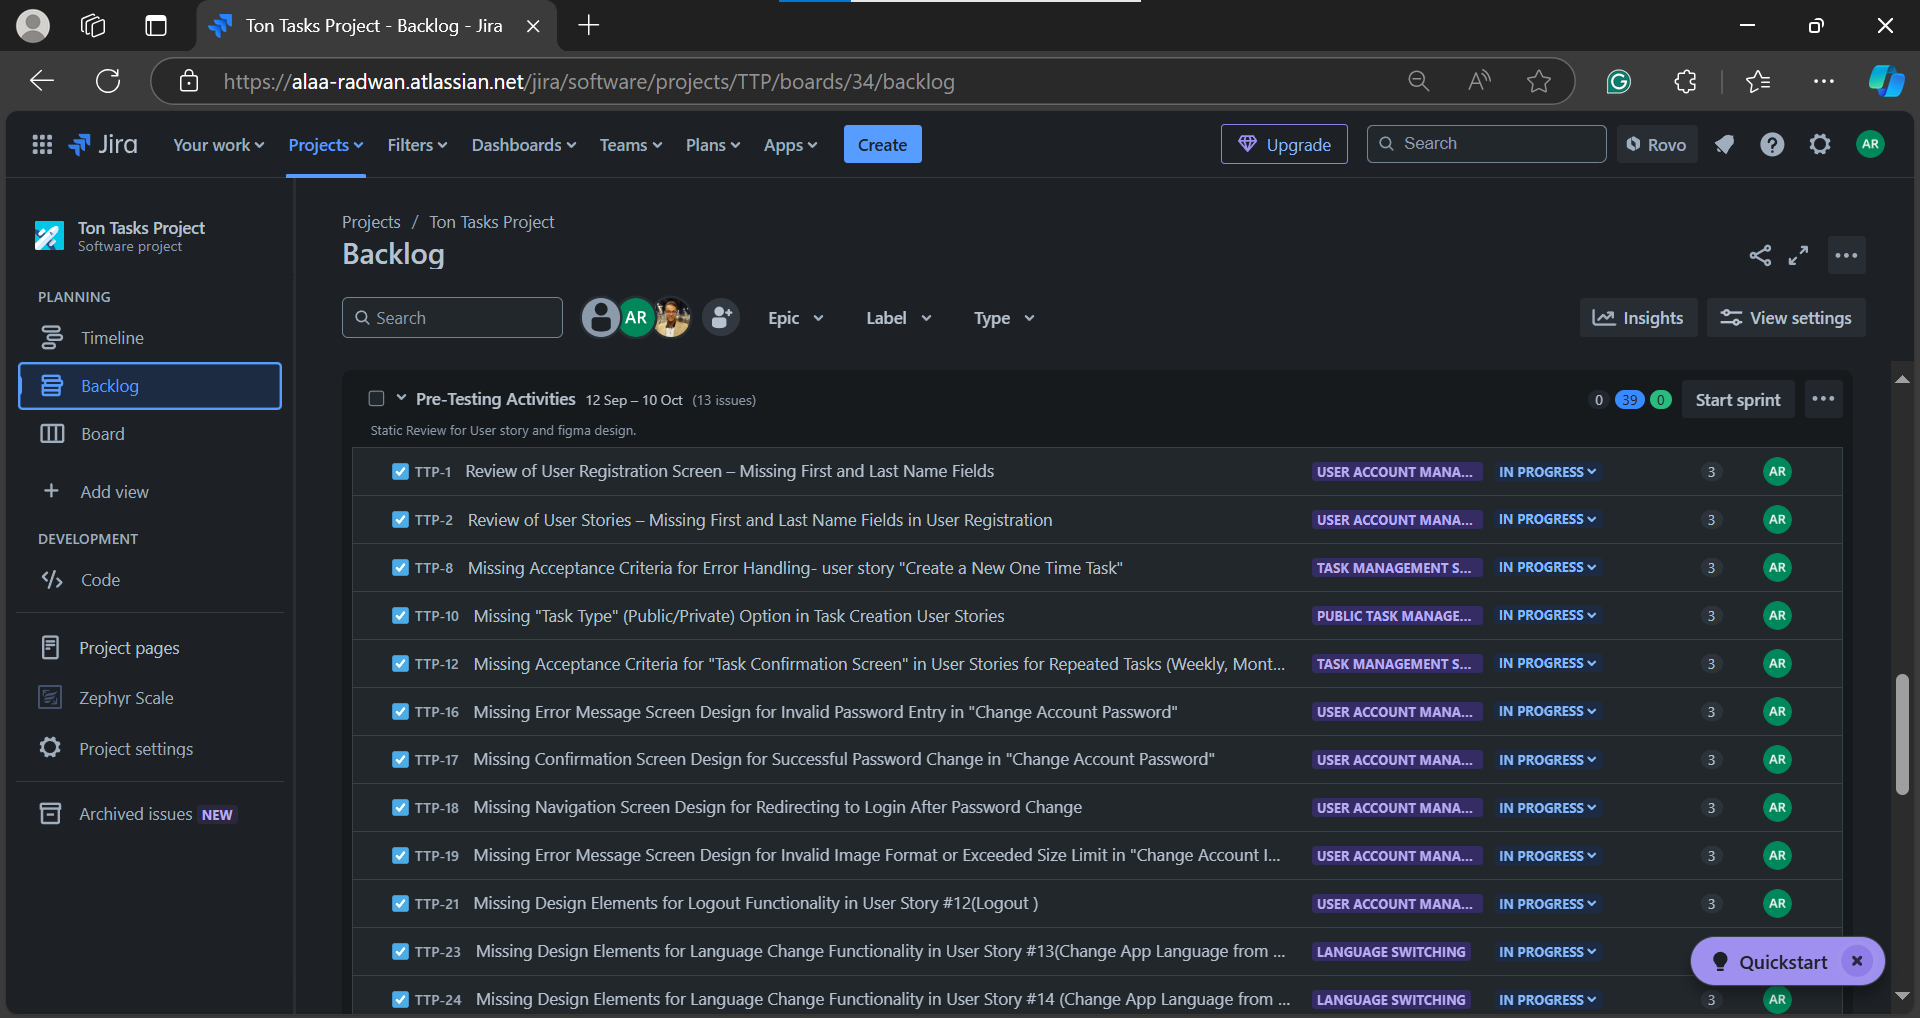 Ton Tasks Project - Backlog - Jira
https://alaa-radwan.atlassian.net/jira/software/projects/TTP/boards/34/backlog
Jira Your work Projects Filters Dashboards Teams Plans Apps Create Upgrade Search Rovo AR
Ton Tasks Project
Software project
PLANNING
Timeline
Backlog
Board
Add view
DEVELOPMENT
Code
Project pages
Zephyr Scale
Project settings
Archived issues NEW
Projects / Ton Tasks Project
Backlog
Search AR Epic Label Type Insights View settings
Pre-Testing Activities 12 Sep – 10 Oct (13 issues) 0 39 0 Start sprint
Static Review for User story and figma design.
TTP-1 Review of User Registration Screen – Missing First and Last Name Fields USER ACCOUNT MANA... IN PROGRESS 3 AR
TTP-2 Review of User Stories – Missing First and Last Name Fields in User Registration USER ACCOUNT MANA... IN PROGRESS 3 AR
TTP-8 Missing Acceptance Criteria for Error Handling- user story "Create a New One Time Task" TASK MANAGEMENT S... IN PROGRESS 3 AR
TTP-10 Missing "Task Type" (Public/Private) Option in Task Creation User Stories PUBLIC TASK MANAGE... IN PROGRESS 3 AR
TTP-12 Missing Acceptance Criteria for "Task Confirmation Screen" in User Stories for Repeated Tasks (Weekly, Mont... TASK MANAGEMENT S... IN PROGRESS 3 AR
TTP-16 Missing Error Message Screen Design for Invalid Password Entry in "Change Account Password" USER ACCOUNT MANA... IN PROGRESS 3 AR
TTP-17 Missing Confirmation Screen Design for Successful Password Change in "Change Account Password" USER ACCOUNT MANA... IN PROGRESS 3 AR
TTP-18 Missing Navigation Screen Design for Redirecting to Login After Password Change USER ACCOUNT MANA... IN PROGRESS 3 AR
TTP-19 Missing Error Message Screen Design for Invalid Image Format or Exceeded Size Limit in "Change Account I... USER ACCOUNT MANA... IN PROGRESS 3 AR
TTP-21 Missing Design Elements for Logout Functionality in User Story #12(Logout ) USER ACCOUNT MANA... IN PROGRESS 3 AR
TTP-23 Missing Design Elements for Language Change Functionality in User Story #13(Change App Language from ... LANGUAGE SWITCHING IN PROGRESS
Quickstart
TTP-24 Missing Design Elements for Language Change Functionality in User Story #14 (Change App Language from ... LANGUAGE SWITCHING IN PROGRESS 3 AR